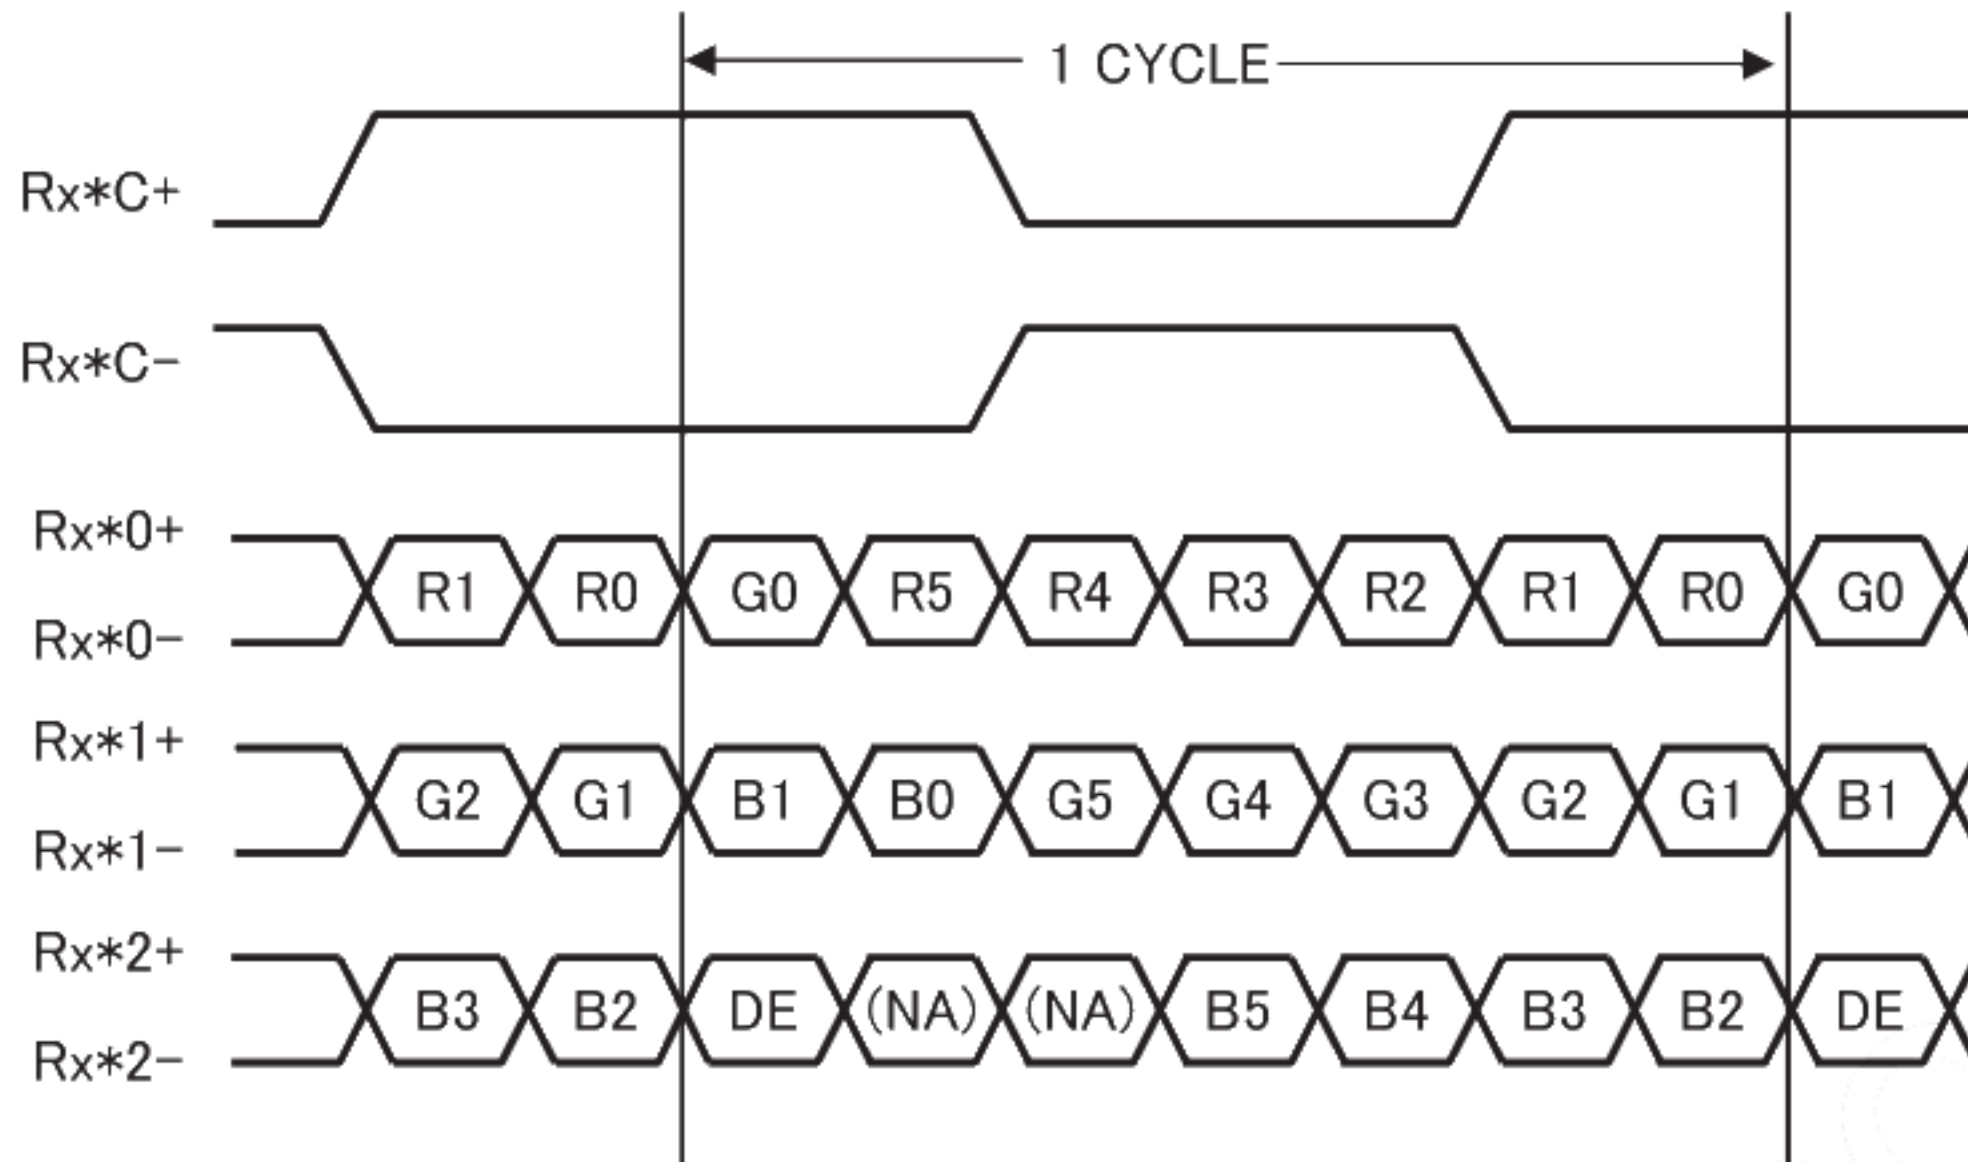 1 CYCLE
Rx*C+
Rx*C-
Rx*0+
R1 R0 G0 R5 R4 R3 R2 R1 R0 G0
Rx*0-
Rx*1+
G2 G1 B1 B0 G5 G4 G3 G2 G1 B1
Rx*1-
Rx*2+
B3 B2 DE (NA) (NA) B5 B4 B3 B2 DE
Rx*2-